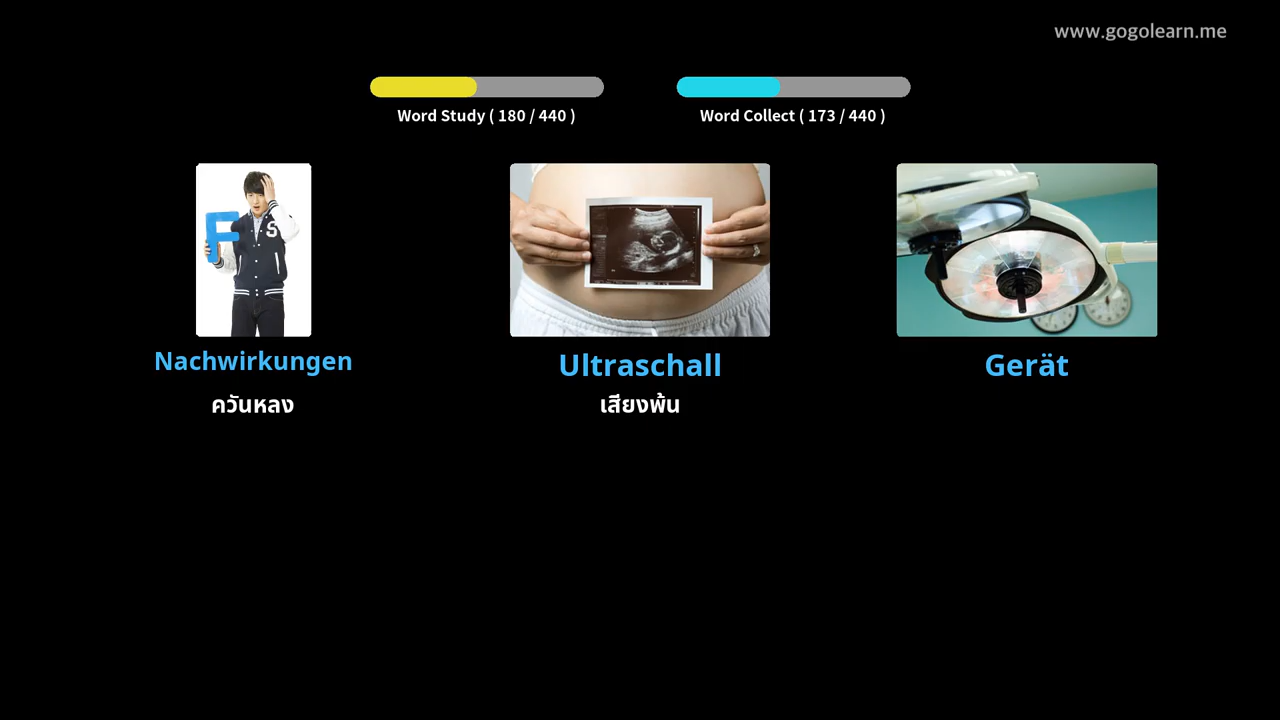 www.gogolearn.me
Word Study ( 180 / 440 )
Word Collect ( 173 / 440 )
F
S
Nachwirkungen
Ultraschall
Gerät
ควันหลง
เสียงพ้น